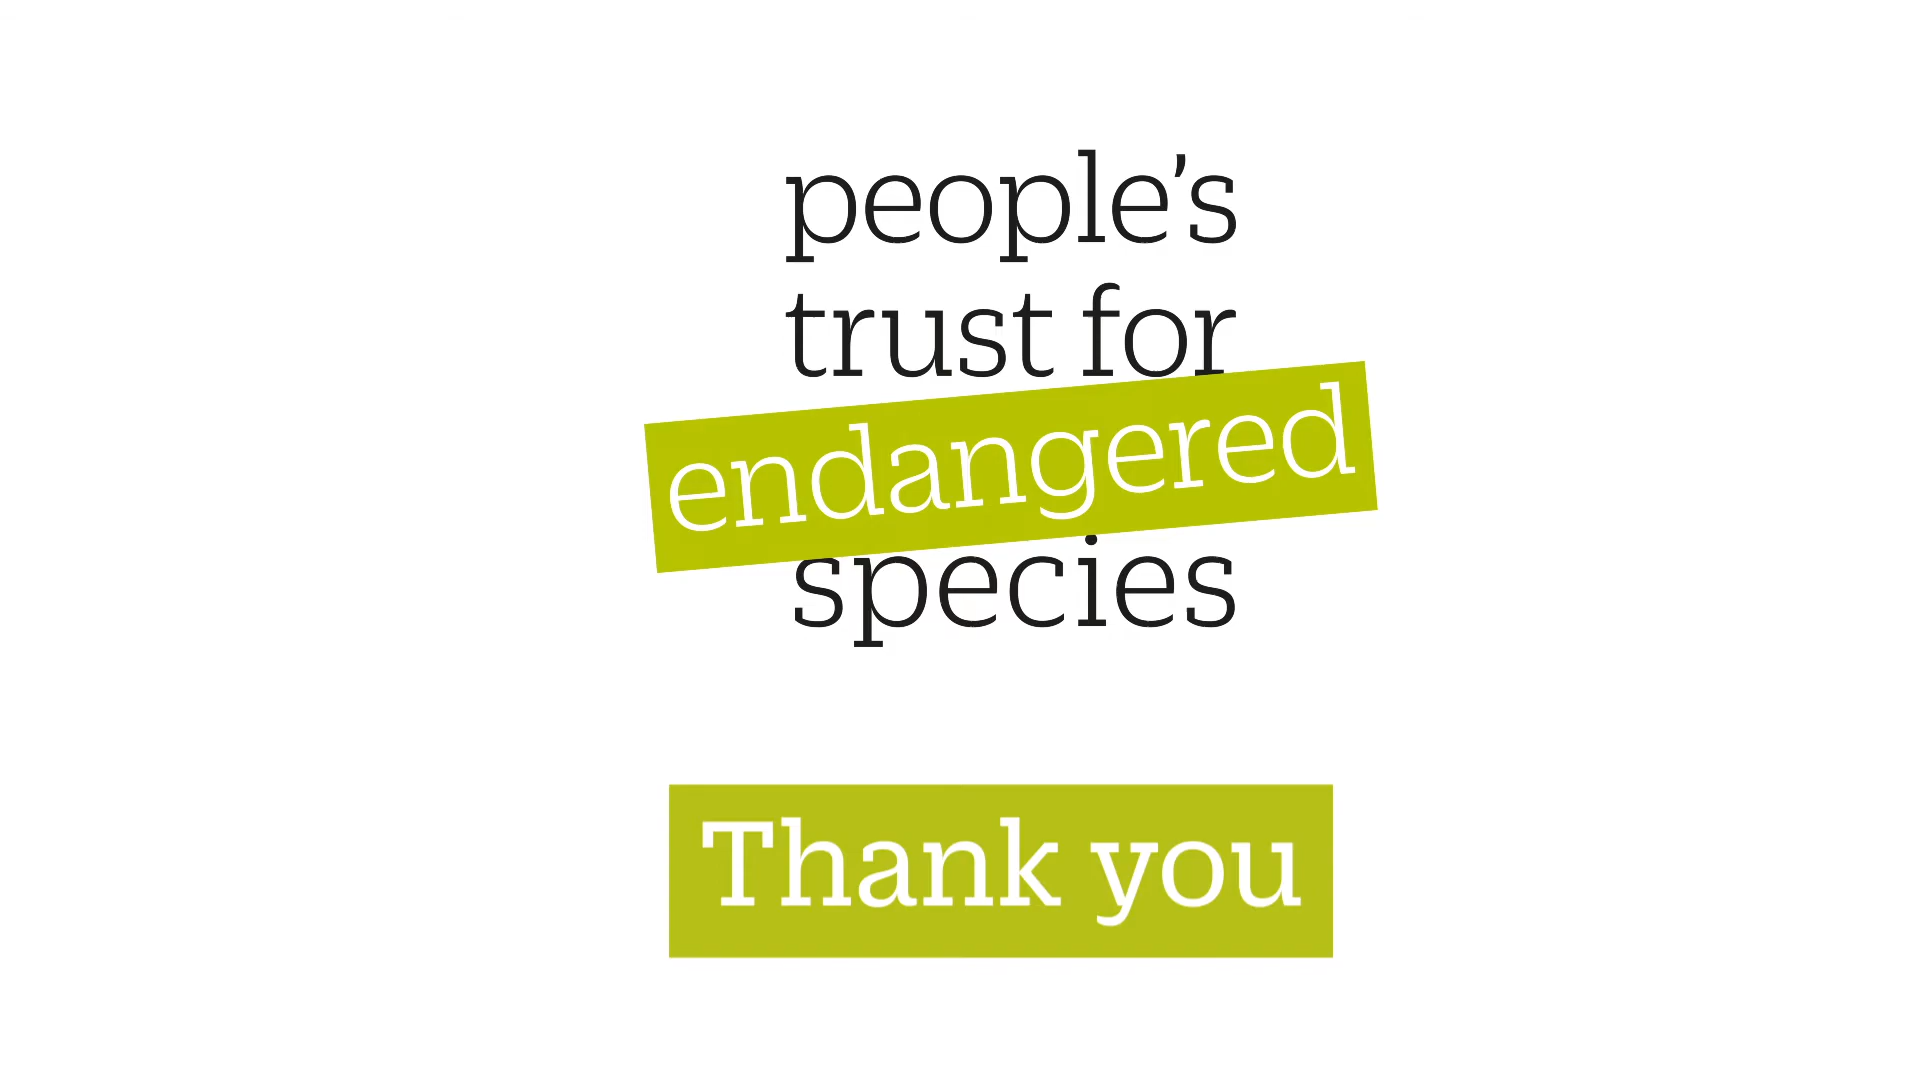 people’s
trust for
endangered
species
Thank you